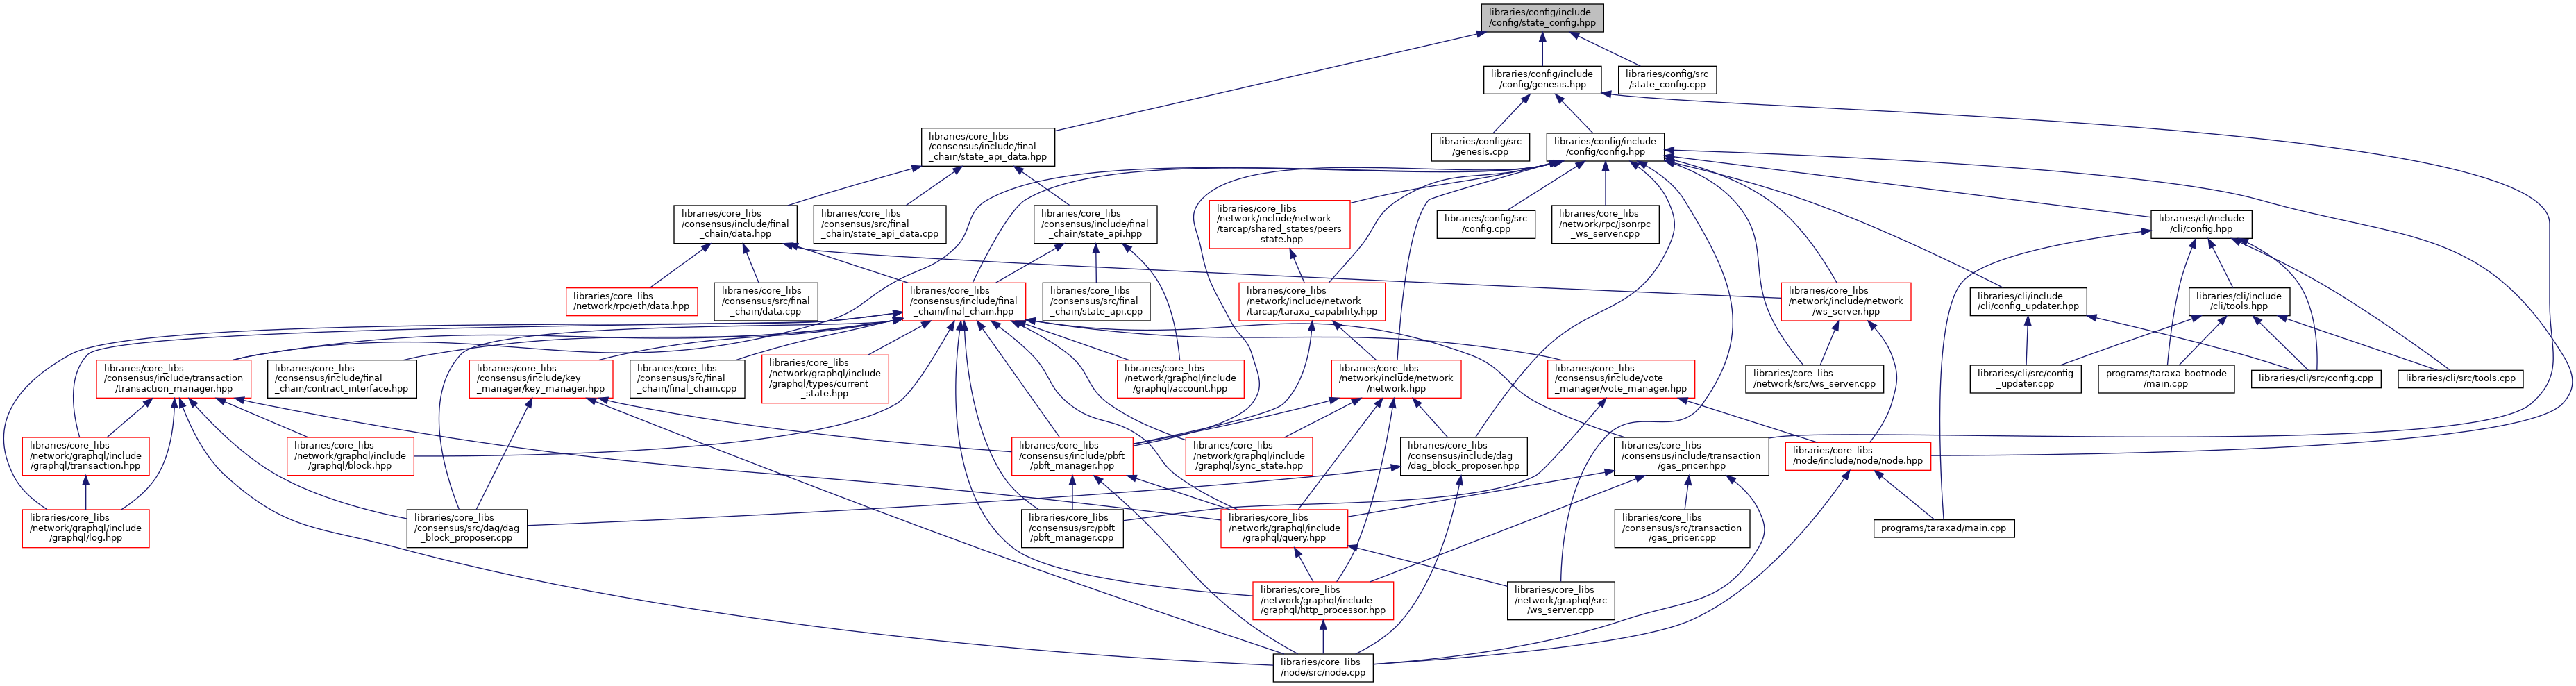 libraries/config/include
/config/state_config.hpp
libraries/config/include
/config/genesis.hpp
libraries/config/src
/state_config.cpp
libraries/core_libs
/consensus/include/final
_chain/state_api_data.hpp
libraries/config/src
/genesis.cpp
libraries/config/include
/config/config.hpp
libraries/core_libs
/consensus/include/final
_chain/data.hpp
libraries/core_libs
/consensus/src/final
_chain/state_api_data.cpp
libraries/core_libs
/consensus/include/final
_chain/state_api.hpp
libraries/core_libs
/network/include/network
/tarcap/shared_states/peers
_state.hpp
libraries/config/src
/config.cpp
libraries/core_libs
/network/rpc/jsonrpc
_ws_server.cpp
libraries/cli/include
/cli/config.hpp
libraries/core_libs
/network/rpc/eth/data.hpp
libraries/core_libs
/consensus/src/final
_chain/data.cpp
libraries/core_libs
/consensus/include/final
_chain/final_chain.hpp
libraries/core_libs
/consensus/src/final
_chain/state_api.cpp
libraries/core_libs
/network/include/network
/tarcap/taraxa_capability.hpp
libraries/core_libs
/network/include/network
/ws_server.hpp
libraries/cli/include
/cli/config_updater.hpp
libraries/cli/include
/cli/tools.hpp
libraries/core_libs
/consensus/include/transaction
/transaction_manager.hpp
libraries/core_libs
/consensus/include/final
_chain/contract_interface.hpp
libraries/core_libs
/consensus/include/key
_manager/key_manager.hpp
libraries/core_libs
/consensus/src/final
_chain/final_chain.cpp
libraries/core_libs
/network/graphql/include
/graphql/types/current
_state.hpp
libraries/core_libs
/network/graphql/include
/graphql/account.hpp
libraries/core_libs
/network/include/network
/network.hpp
libraries/core_libs
/consensus/include/vote
_manager/vote_manager.hpp
libraries/core_libs
/network/src/ws_server.cpp
libraries/cli/src/config
_updater.cpp
programs/taraxa-bootnode
/main.cpp
libraries/cli/src/config.cpp
libraries/cli/src/tools.cpp
libraries/core_libs
/network/graphql/include
/graphql/transaction.hpp
libraries/core_libs
/network/graphql/include
/graphql/block.hpp
libraries/core_libs
/consensus/include/pbft
/pbft_manager.hpp
libraries/core_libs
/network/graphql/include
/graphql/sync_state.hpp
libraries/core_libs
/consensus/include/dag
/dag_block_proposer.hpp
libraries/core_libs
/consensus/include/transaction
/gas_pricer.hpp
libraries/core_libs
/node/include/node/node.hpp
libraries/core_libs
/network/graphql/include
/graphql/log.hpp
libraries/core_libs
/consensus/src/dag/dag
_block_proposer.cpp
libraries/core_libs
/consensus/src/pbft
/pbft_manager.cpp
libraries/core_libs
/network/graphql/include
/graphql/query.hpp
libraries/core_libs
/consensus/src/transaction
/gas_pricer.cpp
programs/taraxad/main.cpp
libraries/core_libs
/network/graphql/include
/graphql/http_processor.hpp
libraries/core_libs
/network/graphql/src
/ws_server.cpp
libraries/core_libs
/node/src/node.cpp